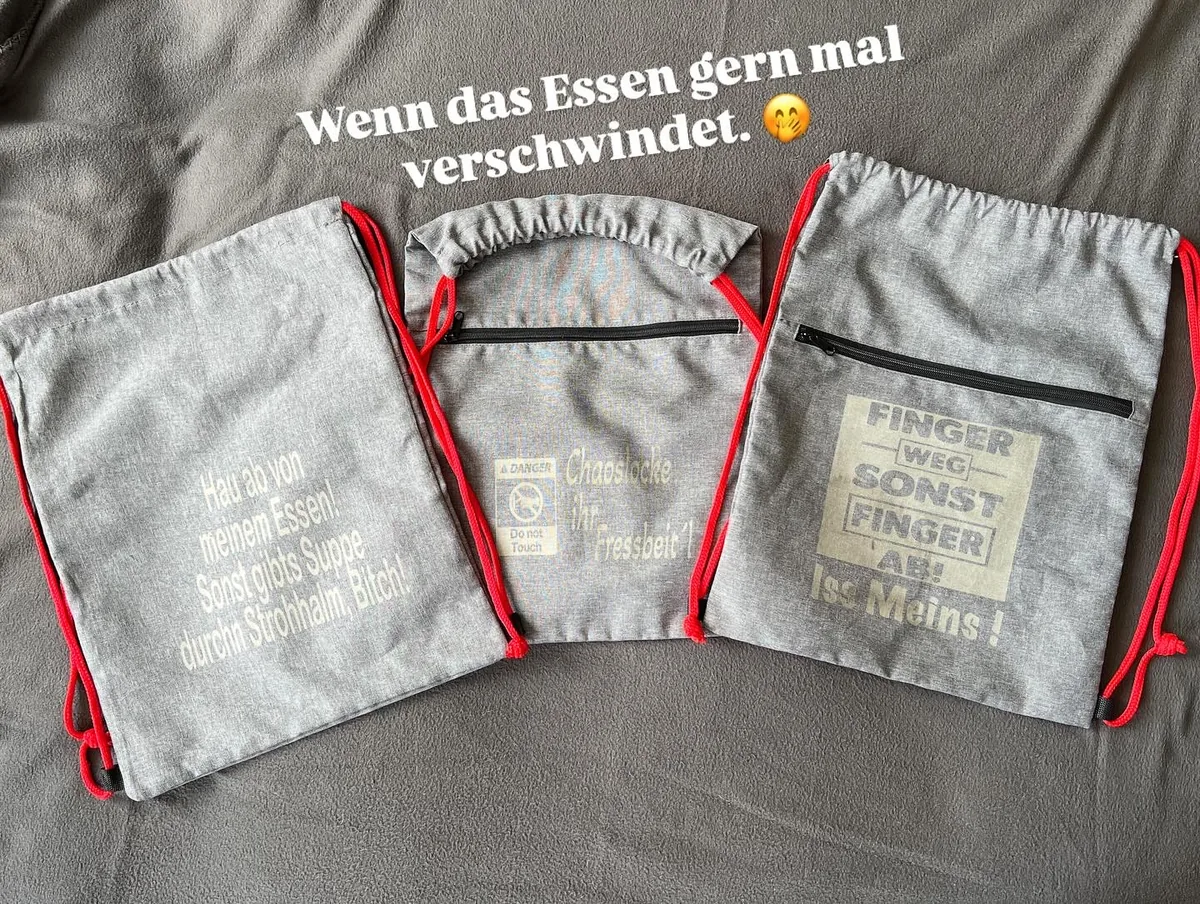 Wenn das Essen gern mal
verschwindet. 🤭
Hau ab von
meinem Essen!
Sonst gibts Suppe
durchn Strohhalm, Bitch!
⚠ DANGER
Do not
Touch
Chaoslocke
ihr
Fressbeit´l
FINGER
WEG
SONST
FINGER
AB!
Iss Meins !